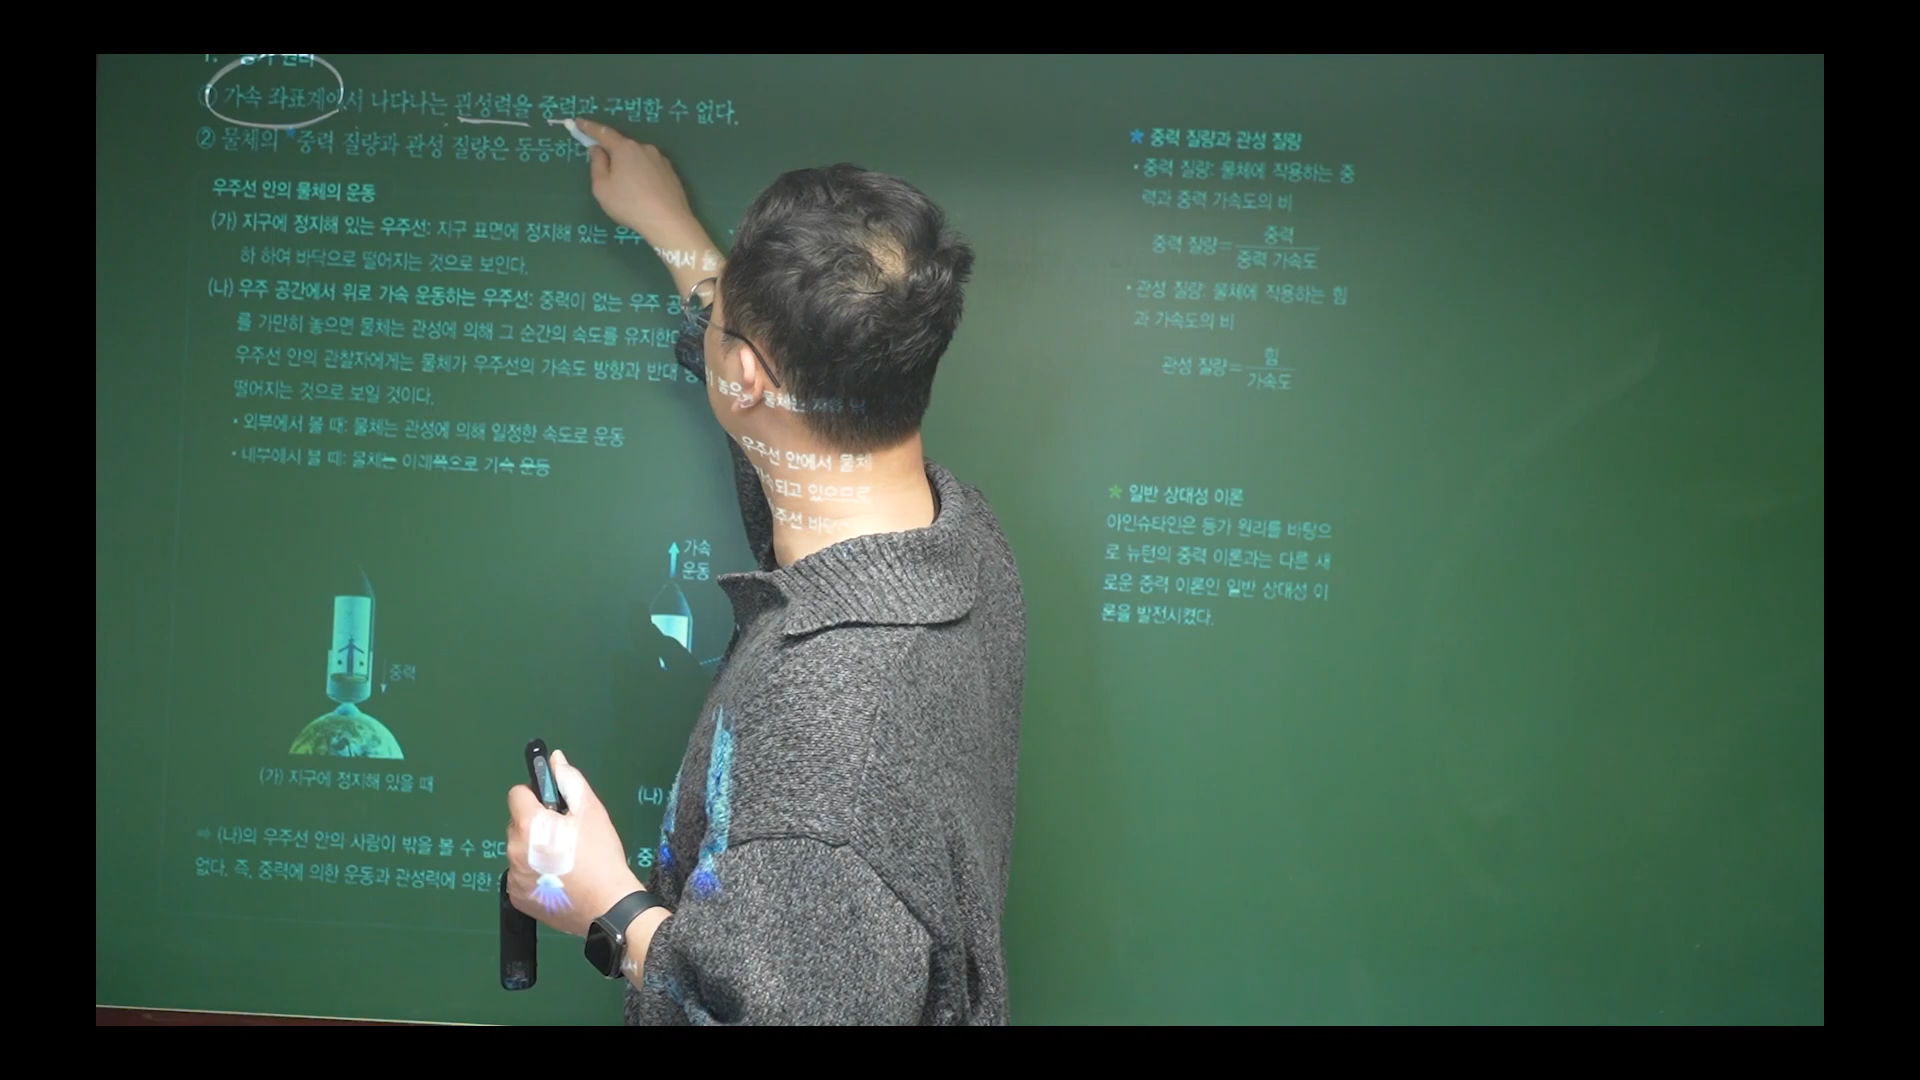 1. 등가 원리
① 가속 좌표계에서 나타나는 관성력을 중력과 구별할 수 없다.
② 물체의 *중력 질량과 관성 질량은 동등하다
우주선 안의 물체의 운동
(가) 지구에 정지해 있는 우주선: 지구 표면에 정지해 있는 우주 안에서 물
하 하여 바닥으로 떨어지는 것으로 보인다.
(나) 우주 공간에서 위로 가속 운동하는 우주선: 중력이 없는 우주 공
를 가만히 놓으면 물체는 관성에 의해 그 순간의 속도를 유지한다
우주선 안의 관찰자에게는 물체가 우주선의 가속도 방향과 반대
떨어지는 것으로 보일 것이다.
• 외부에서 볼 때: 물체는 관성에 의해 일정한 속도로 운동
• 내부에서 볼 때: 물체는 아래쪽으로 가속 운동
놓으면 물체는
우주선 안에서 물체
가속되고 있으므로
우주선 바닥
가속
운동
중력
(가) 지구에 정지해 있을 때
(나)
⇒ (나)의 우주선 안의 사람이 밖을 볼 수 없다
없다. 즉, 중력에 의한 운동과 관성력에 의한
★ 중력 질량과 관성 질량
• 중력 질량: 물체에 작용하는 중
력과 중력 가속도의 비
중력 질량=중력/중력 가속도
• 관성 질량: 물체에 작용하는 힘
과 가속도의 비
관성 질량=힘/가속도
★ 일반 상대성 이론
아인슈타인은 등가 원리를 바탕으
로 뉴턴의 중력 이론과는 다른 새
로운 중력 이론인 일반 상대성 이
론을 발전시켰다.